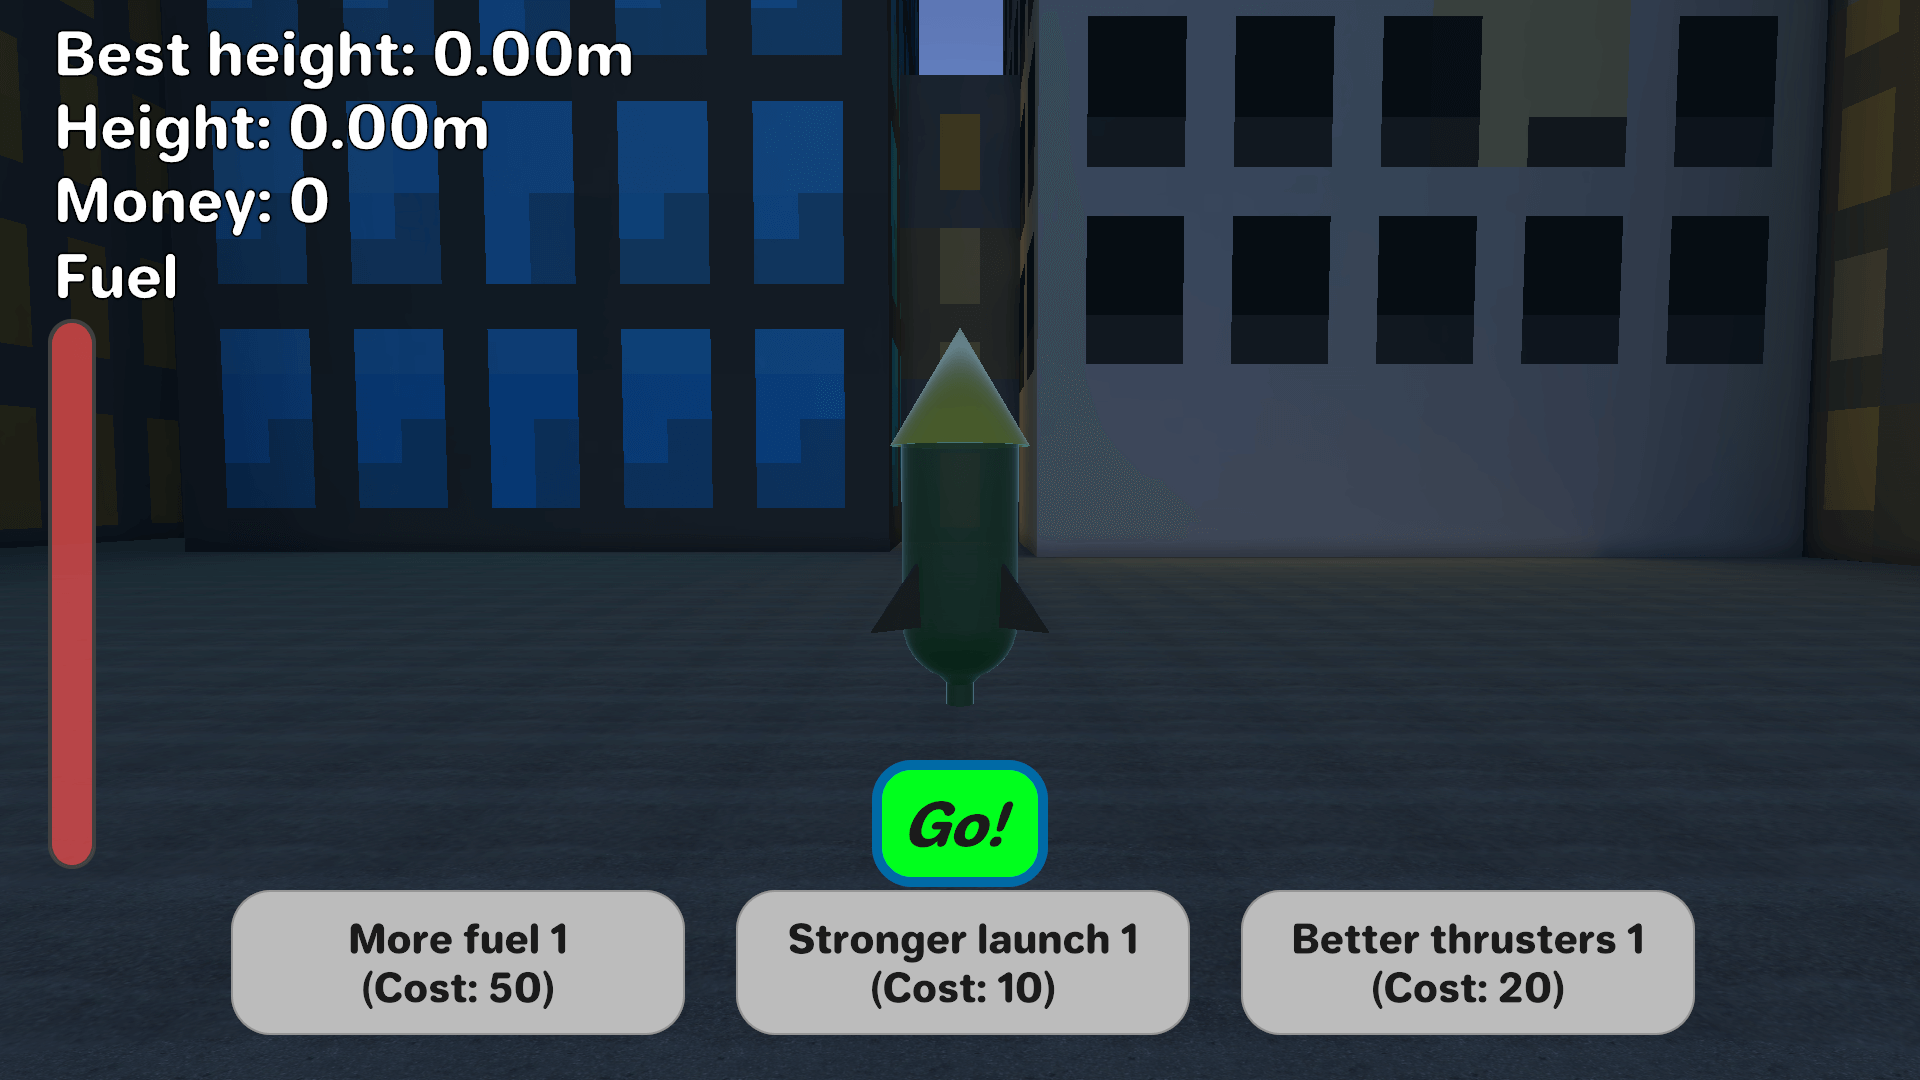 Best height: 0.00m
Height: 0.00m
Money: 0
Fuel
Go!
More fuel 1
(Cost: 50)
Stronger launch 1
(Cost: 10)
Better thrusters 1
(Cost: 20)